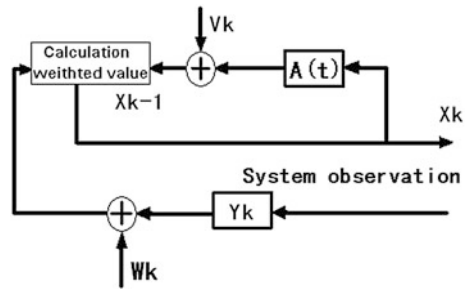 Vk
Calculation
weithted value
A(t)
Xk-1
Xk
System observation
Yk
Wk